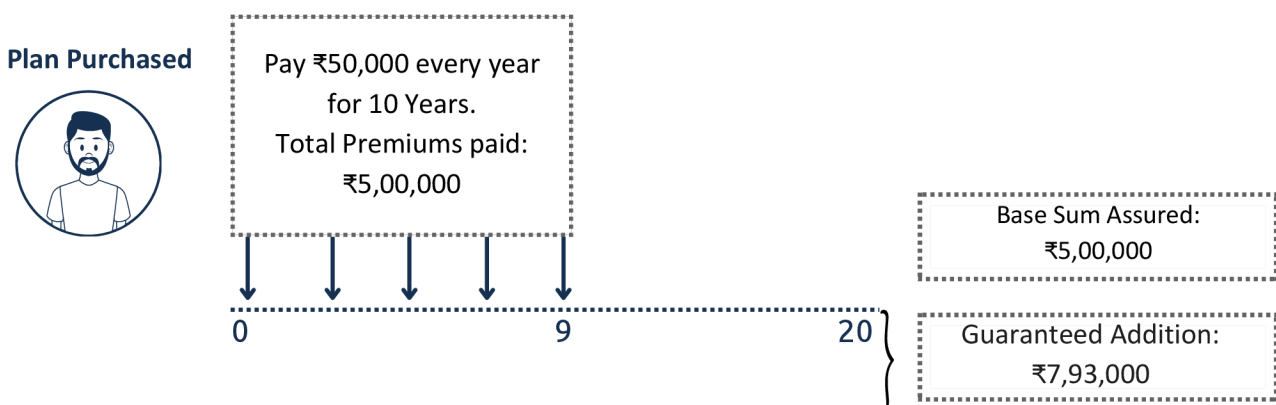 Plan Purchased
Pay ₹50,000 every year
for 10 Years.
Total Premiums paid:
₹5,00,000
0
9
20
Base Sum Assured:
₹5,00,000
Guaranteed Addition:
₹7,93,000